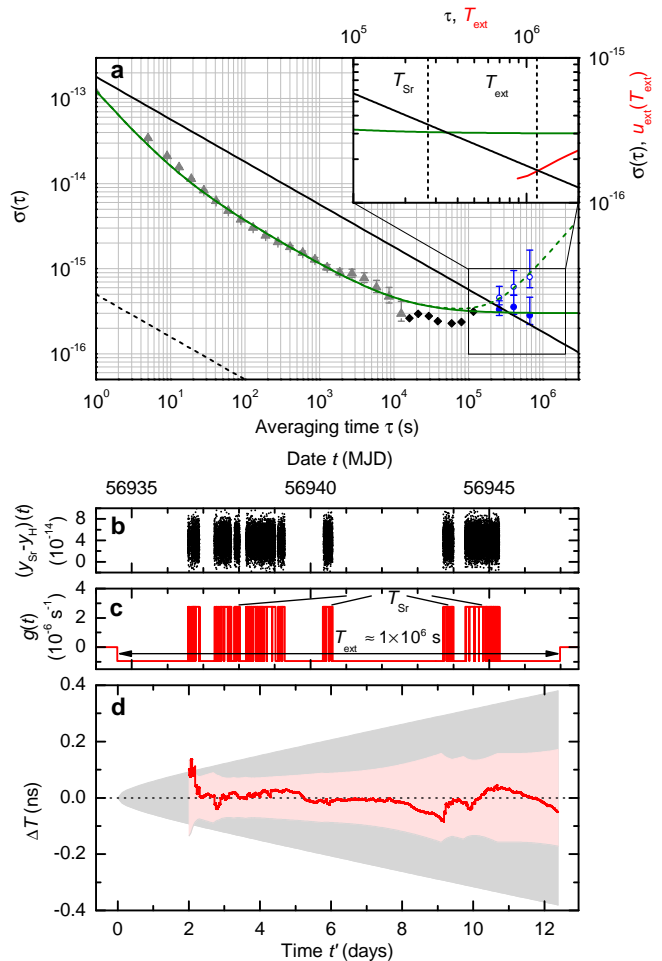 τ, T_ext
10^5 10^6
a
10^-15
10^-13
T_Sr T_ext
σ(τ), u_ext(T_ext)
σ(τ)
10^-14
10^-16
10^-15
10^-16
10^0 10^1 10^2 10^3 10^4 10^5 10^6
Averaging time τ (s)
Date t (MJD)
56935 56940 56945
b
(y_Sr-y_H)(t)
(10^-14)
8
4
0
c
g(t)
(10^-6 s^-1)
4
2
0
T_Sr
T_ext ≈ 1×10^6 s
d
ΔT (ns)
0.4
0.2
0.0
-0.2
-0.4
0 2 4 6 8 10 12
Time t' (days)